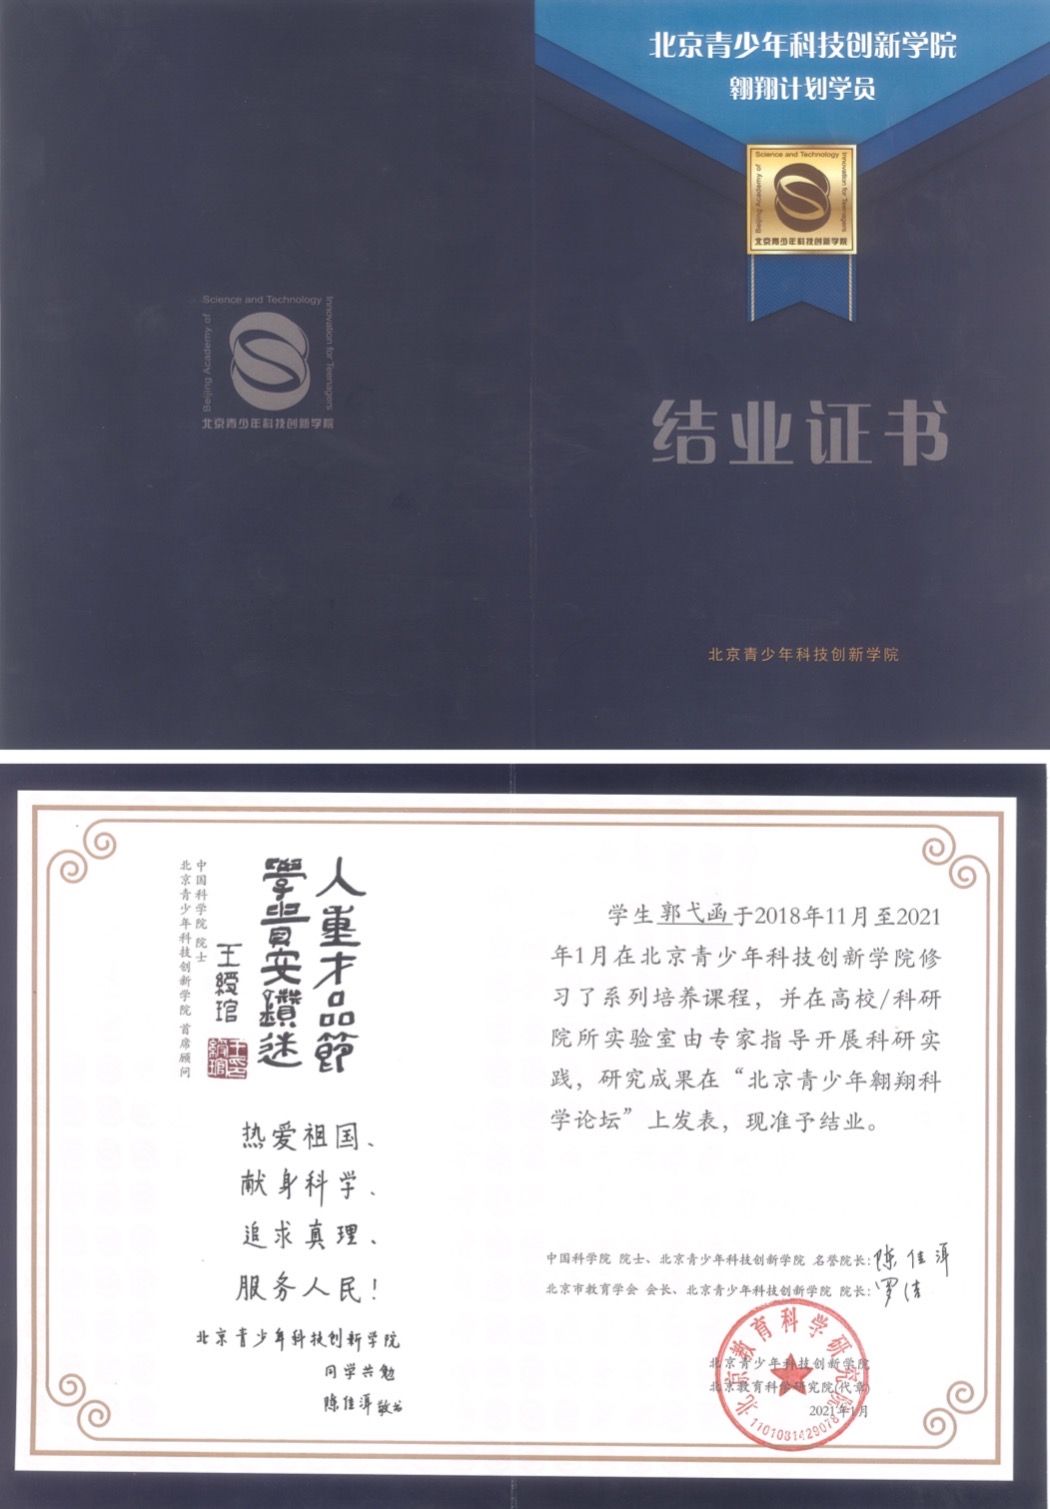 北京青少年科技创新学院
翱翔计划学员
Science and Technology
Innovation for Teenagers
Beijing Academy of
北京青少年科技创新学院
Science and Technology
Innovation for Teenagers
Beijing Academy of
北京青少年科技创新学院
结业证书
北京青少年科技创新学院
人重才品節
學貴安鑽迷
王綬琯
中国科学院 院士
北京青少年科技创新学院 首席顾问
热爱祖国、
献身科学、
追求真理、
服务人民!
北京青少年科技创新学院
同学共勉
陈佳洱敬书
学生郭弋函于2018年11月至2021
年1月在北京青少年科技创新学院修
习了系列培养课程，并在高校/科研
院所实验室由专家指导开展科研实
践，研究成果在“北京青少年翱翔科
学论坛”上发表，现准予结业。
中国科学院 院士、北京青少年科技创新学院 名誉院长:陈佳洱
北京市教育学会 会长、北京青少年科技创新学院 院长:罗洁
北京教育科学研究院
北京青少年科技创新学院
北京教育科学研究院(代章)
2021年1月
1101081429078